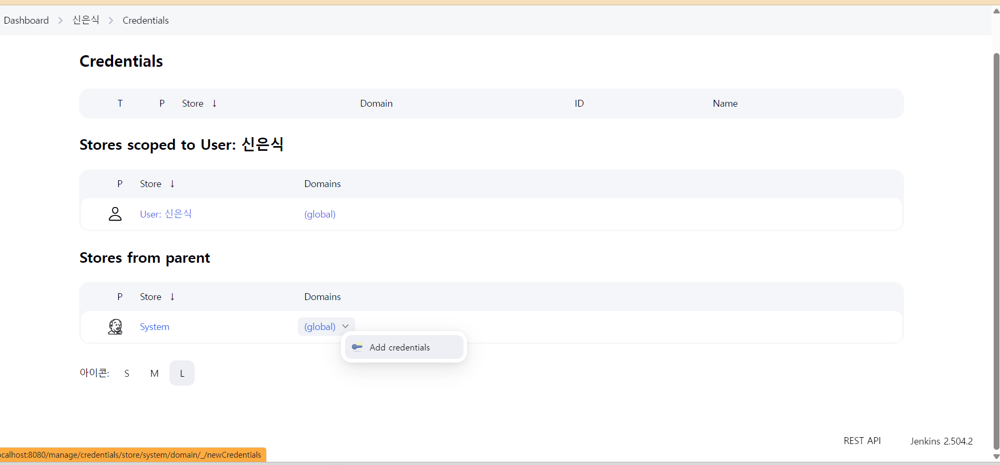 Dashboard > 신은식 > Credentials
Credentials
T P Store ↓ Domain ID Name
Stores scoped to User: 신은식
P Store ↓ Domains
User: 신은식 (global)
Stores from parent
P Store ↓ Domains
System (global)
Add credentials
아이콘: S M L
REST API Jenkins 2.504.2
ocalhost:8080/manage/credentials/store/system/domain/_/newCredentials